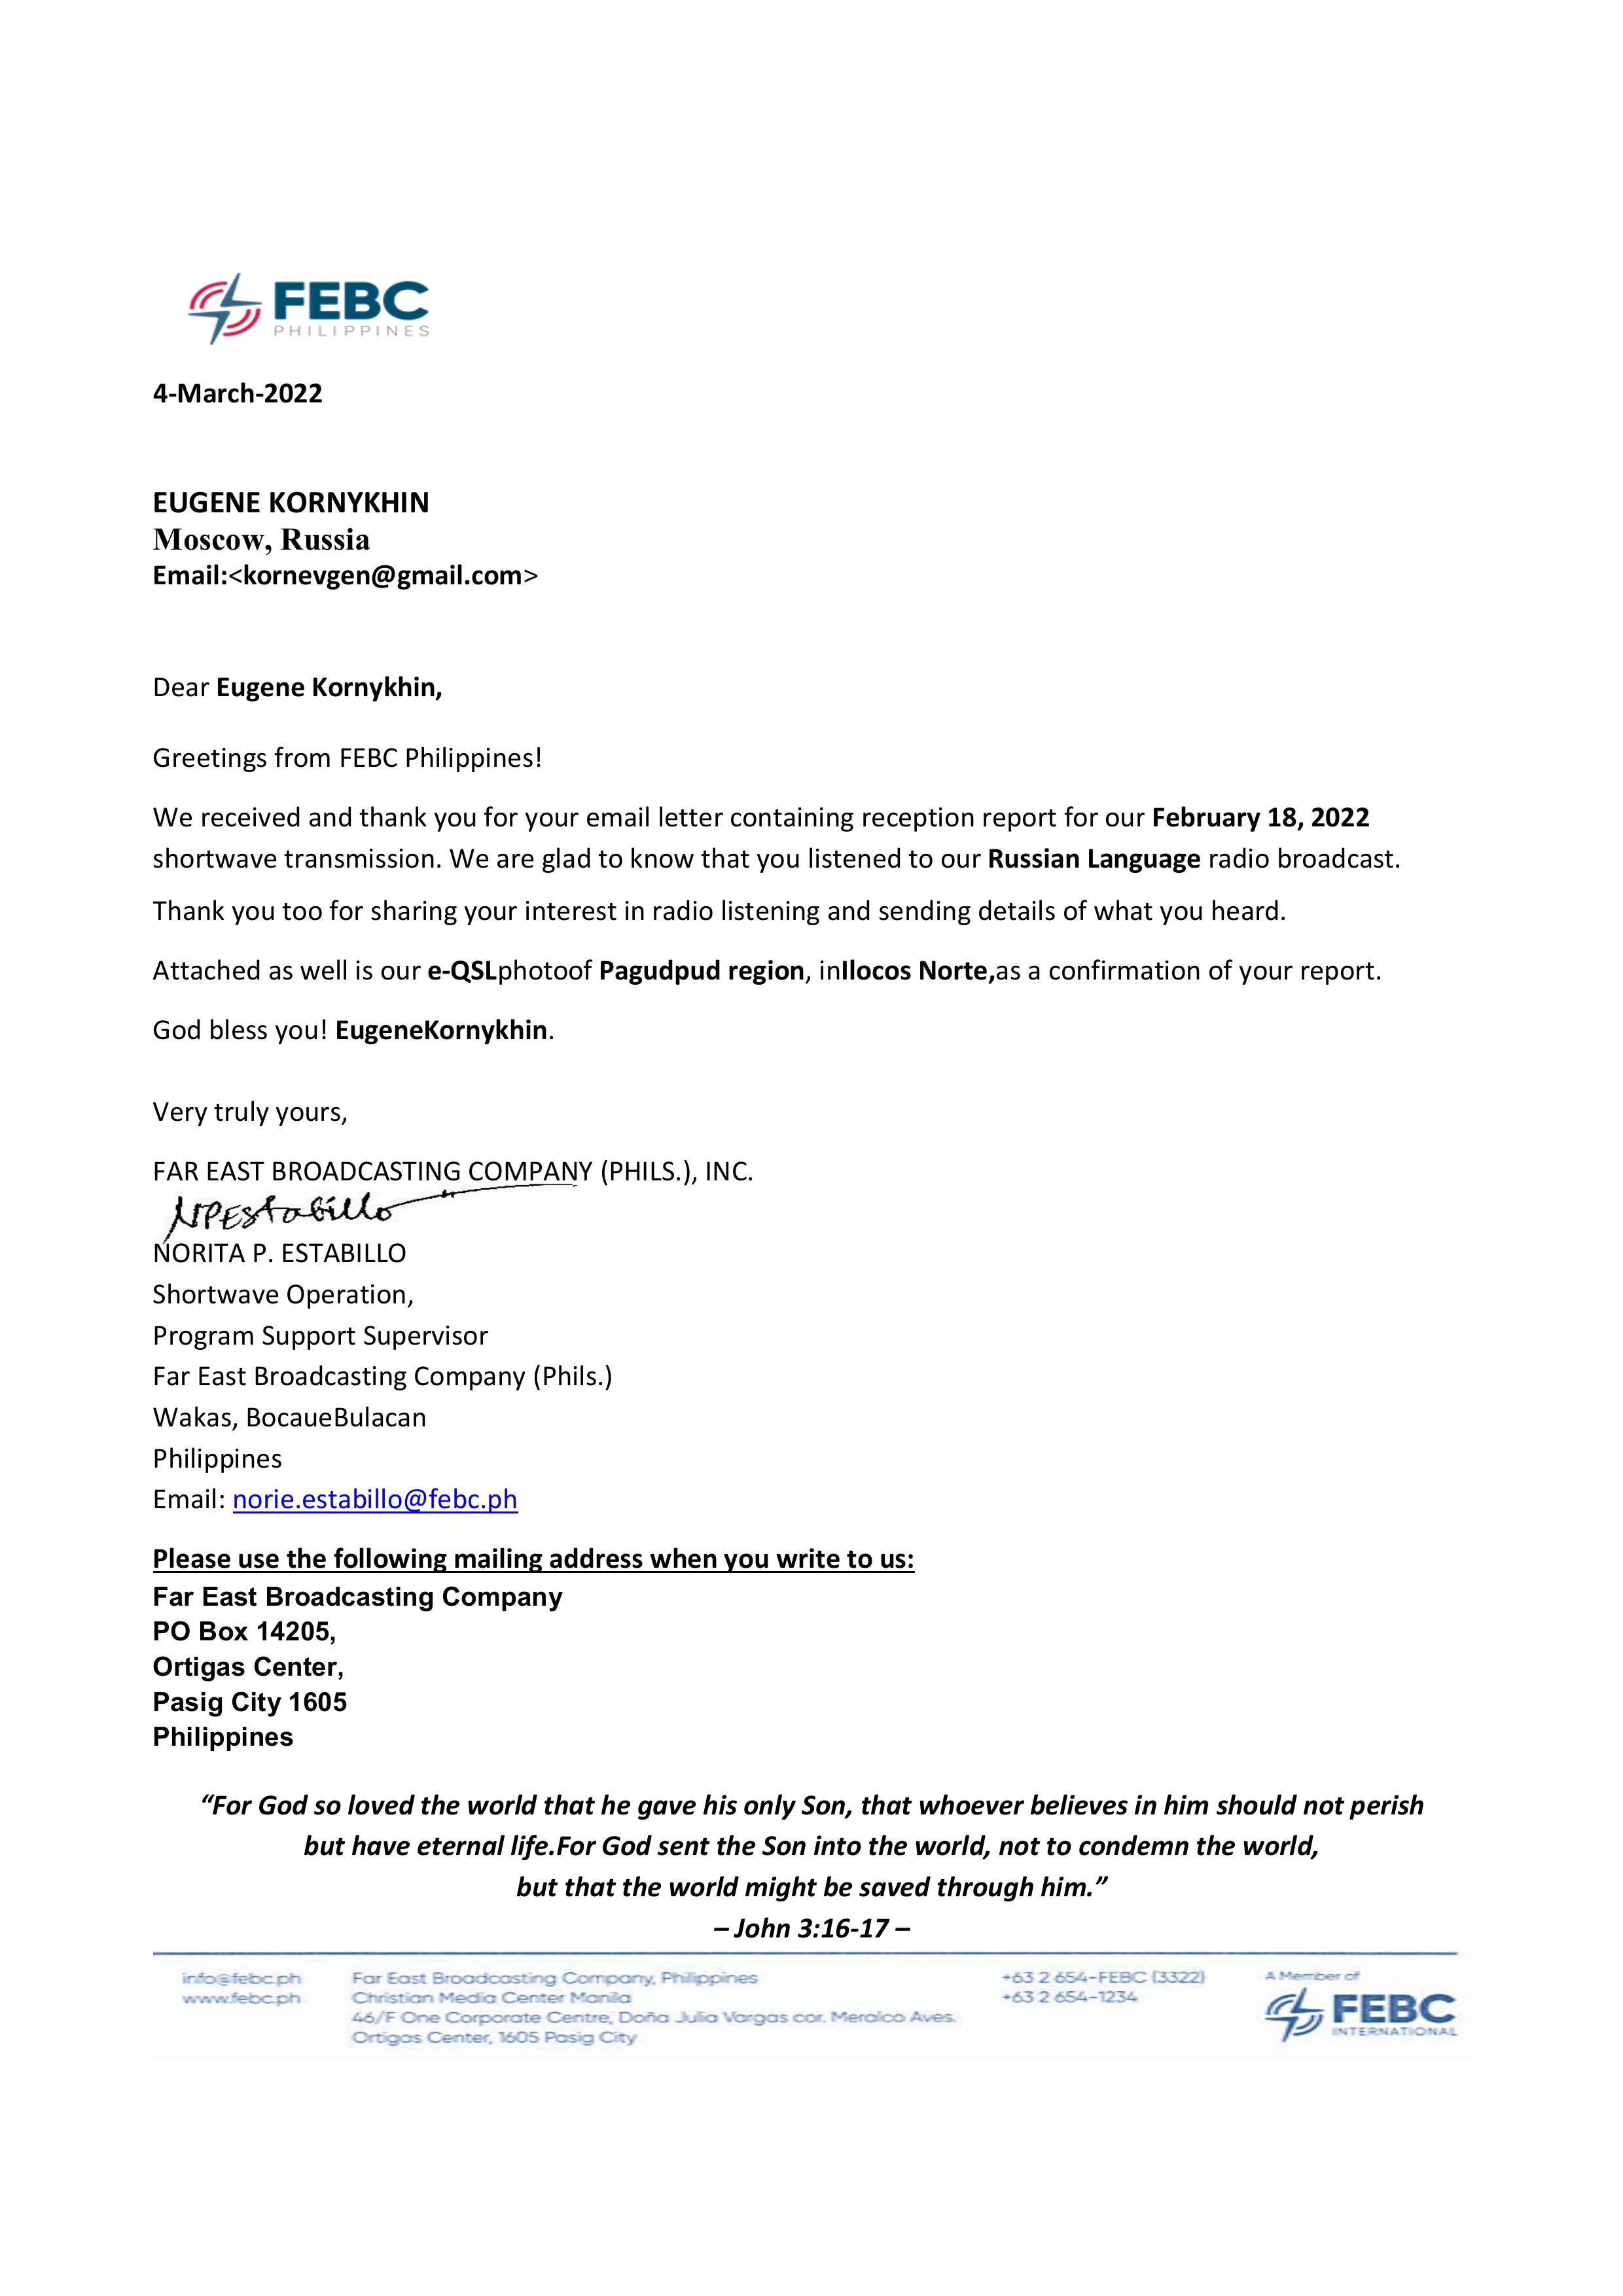 FEBC
PHILIPPINES
4-March-2022
EUGENE KORNYKHIN
Moscow, Russia
Email:<kornevgen@gmail.com>
Dear Eugene Kornykhin,
Greetings from FEBC Philippines!
We received and thank you for your email letter containing reception report for our February 18, 2022
shortwave transmission. We are glad to know that you listened to our Russian Language radio broadcast.
Thank you too for sharing your interest in radio listening and sending details of what you heard.
Attached as well is our e-QSLphotoof Pagudpud region, inIlocos Norte,as a confirmation of your report.
God bless you! EugeneKornykhin.
Very truly yours,
FAR EAST BROADCASTING COMPANY (PHILS.), INC.
NPEstabillo
NORITA P. ESTABILLO
Shortwave Operation,
Program Support Supervisor
Far East Broadcasting Company (Phils.)
Wakas, BocaueBulacan
Philippines
Email: norie.estabillo@febc.ph
Please use the following mailing address when you write to us:
Far East Broadcasting Company
PO Box 14205,
Ortigas Center,
Pasig City 1605
Philippines
“For God so loved the world that he gave his only Son, that whoever believes in him should not perish
but have eternal life.For God sent the Son into the world, not to condemn the world,
but that the world might be saved through him.”
– John 3:16-17 –
info@febc.ph
www.febc.ph
Far East Broadcasting Company, Philippines
Christian Media Center Manila
46/F One Corporate Centre, Doña Julia Vargas cor. Meralco Aves.
Ortigas Center, 1605 Pasig City
+63 2 654-FEBC (3322)
+63 2 654-1234
A Member of
FEBC
INTERNATIONAL